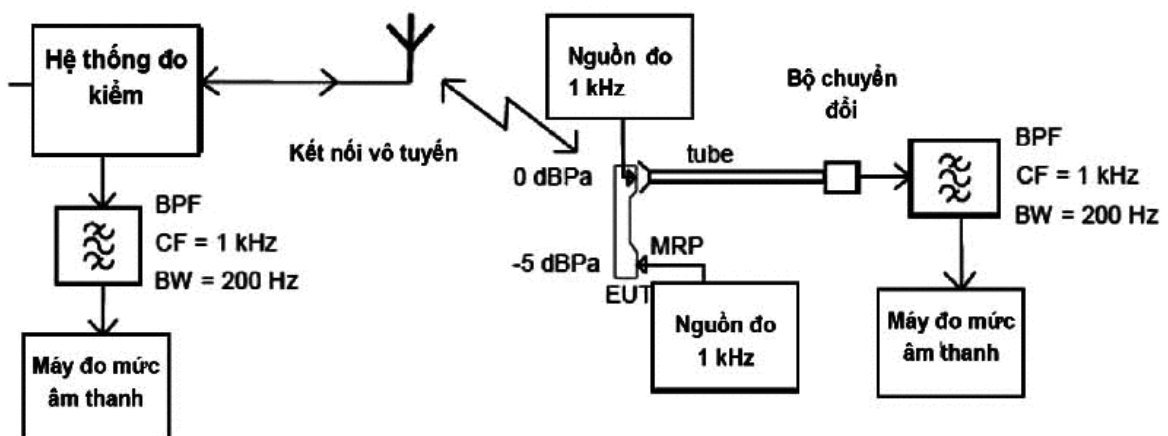 Hệ thống đo
kiểm
Kết nối vô tuyến
BPF
CF = 1 kHz
BW = 200 Hz
Máy đo mức
âm thanh
Nguồn đo
1 kHz
0 dBPa
tube
Bộ chuyển
đổi
BPF
CF = 1 kHz
BW = 200 Hz
-5 dBPa
MRP
EUT
Nguồn đo
1 kHz
Máy đo mức
âm thanh